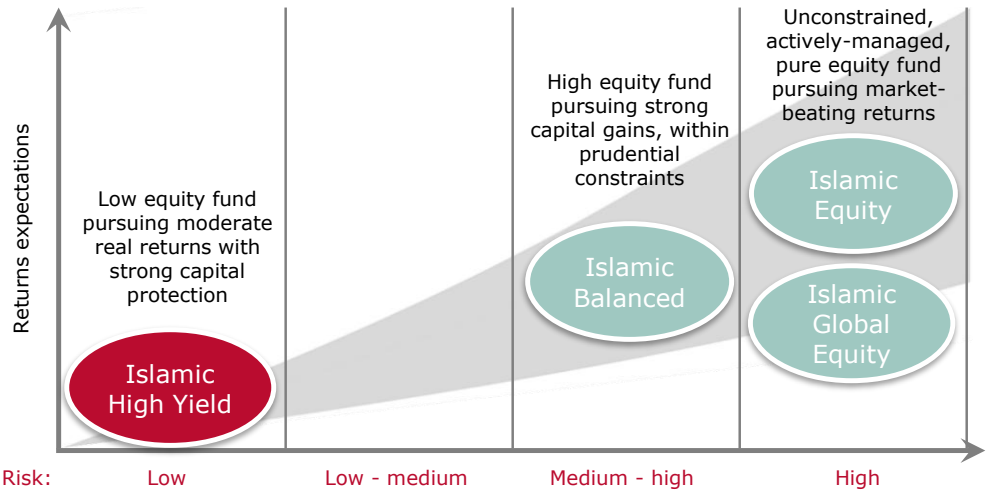 Unconstrained,
actively-managed,
pure equity fund
pursuing market-
beating returns
High equity fund
pursuing strong
capital gains, within
prudential
constraints
Low equity fund
pursuing moderate
real returns with
strong capital
protection
Returns expectations
Islamic
Equity
Islamic
Balanced
Islamic
Global
Equity
Islamic
High Yield
Risk: Low Low - medium Medium - high High